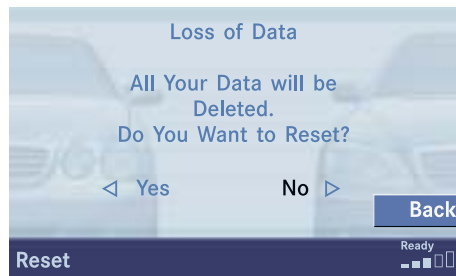 Loss of Data
All Your Data will be
Deleted.
Do You Want to Reset?
Yes No
Back
Reset
Ready